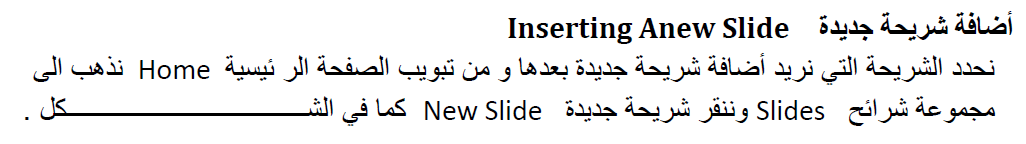 أضافة شريحة جديدة Inserting Anew Slide
نحدد الشريحة التي نريد أضافة شريحة جديدة بعدها و من تبويب الصفحة الر ئيسية Home نذهب الى
مجموعة شرائح Slides وننقر شريحة جديدة New Slide كما في الشـــــــــــــــــــــــــــــكل .